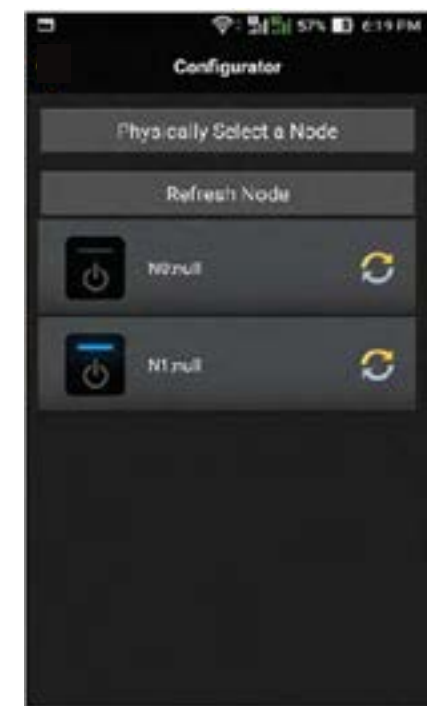 57% 6:19 PM
Configurator
Physically Select a Node
Refresh Node
N0:null
N1:null